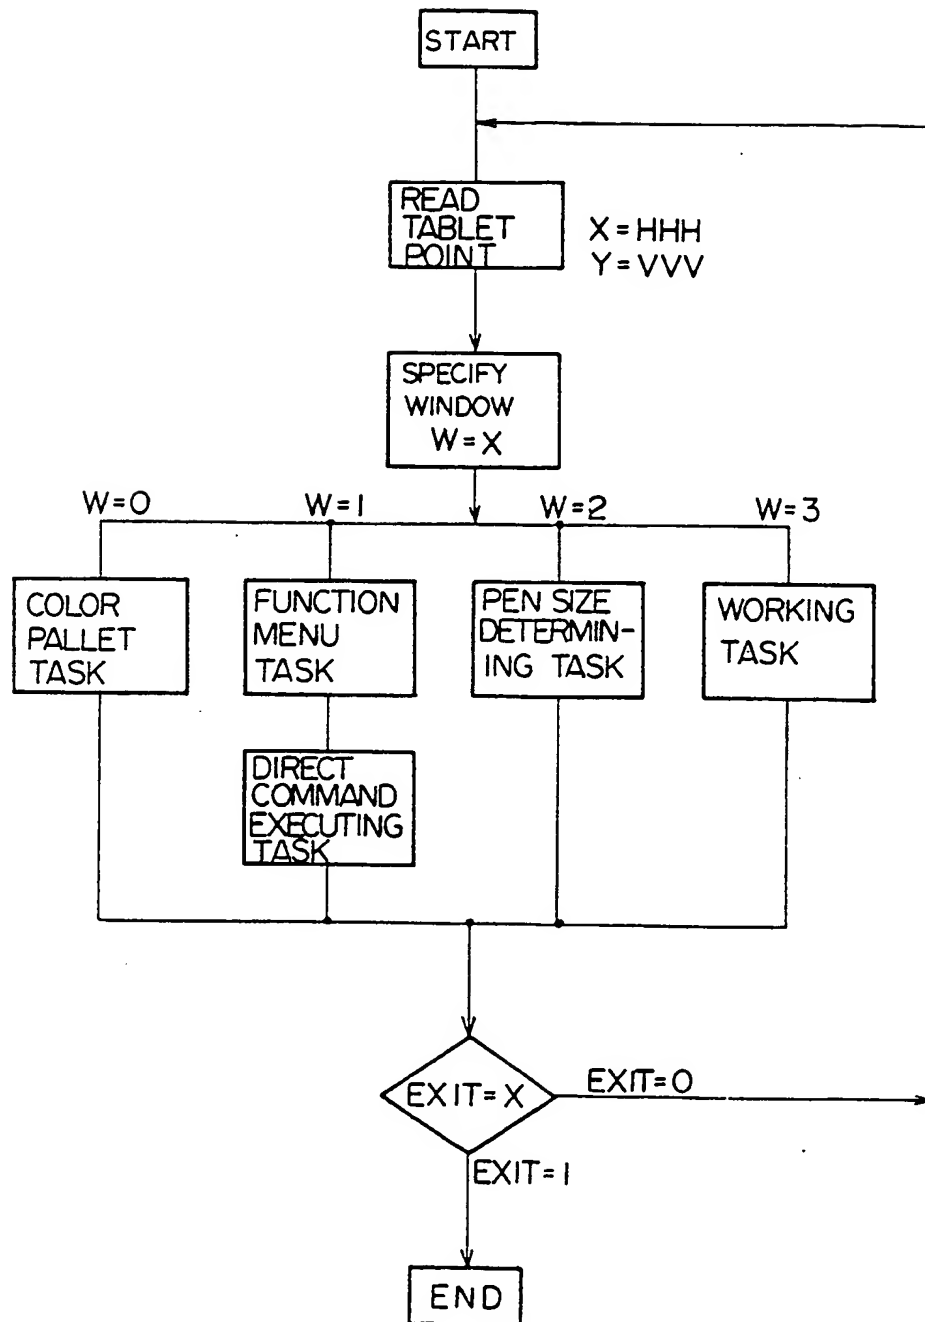 START
READ
TABLET
POINT
X=HHH
Y=VVV
SPECIFY
WINDOW
W=X
W=0
W=1
W=2
W=3
COLOR
PALLET
TASK
FUNCTION
MENU
TASK
PEN SIZE
DETERMIN-
ING TASK
WORKING
TASK
DIRECT
COMMAND
EXECUTING
TASK
EXIT=X
EXIT=0
EXIT=1
END